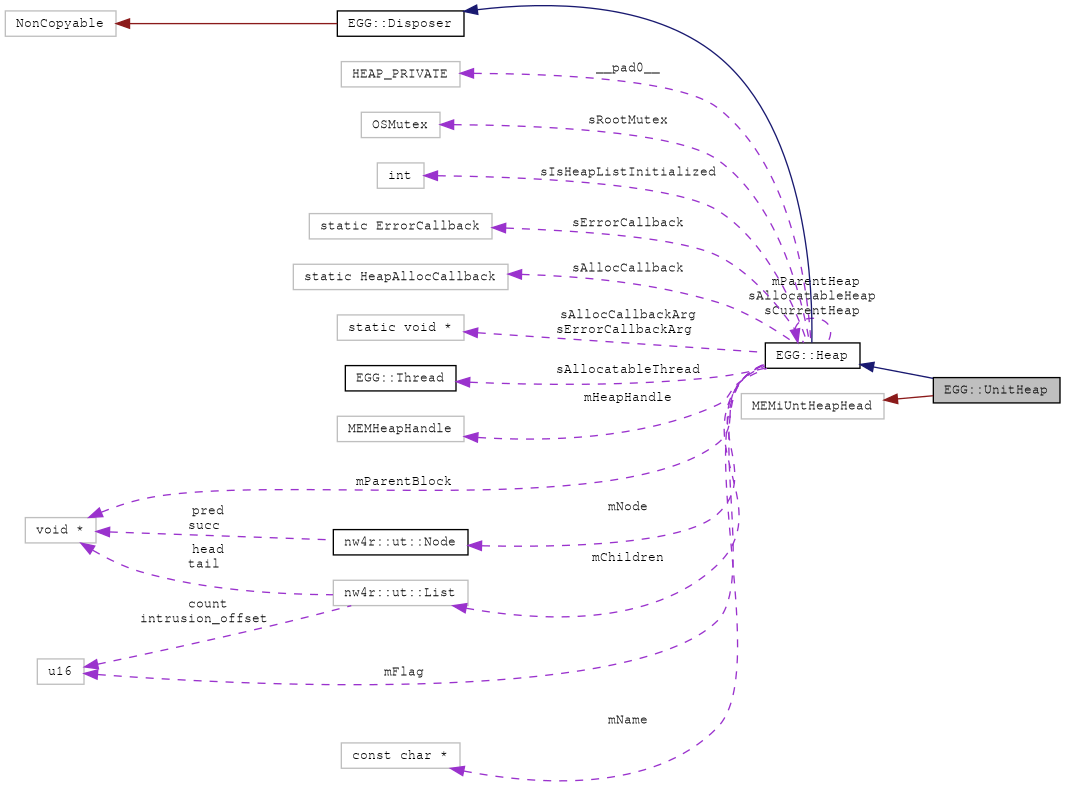 NonCopyable
EGG::Disposer
HEAP_PRIVATE
__pad0__
OSMutex
sRootMutex
int
sIsHeapListInitialized
static ErrorCallback
sErrorCallback
static HeapAllocCallback
sAllocCallback
mParentHeap
sAllocatableHeap
sCurrentHeap
static void *
sAllocCallbackArg
sErrorCallbackArg
EGG::Heap
EGG::Thread
sAllocatableThread
EGG::UnitHeap
mHeapHandle
MEMiUntHeapHead
MEMHeapHandle
mParentBlock
pred
succ
mNode
void *
nw4r::ut::Node
head
tail
mChildren
nw4r::ut::List
count
intrusion_offset
u16
mFlag
mName
const char *